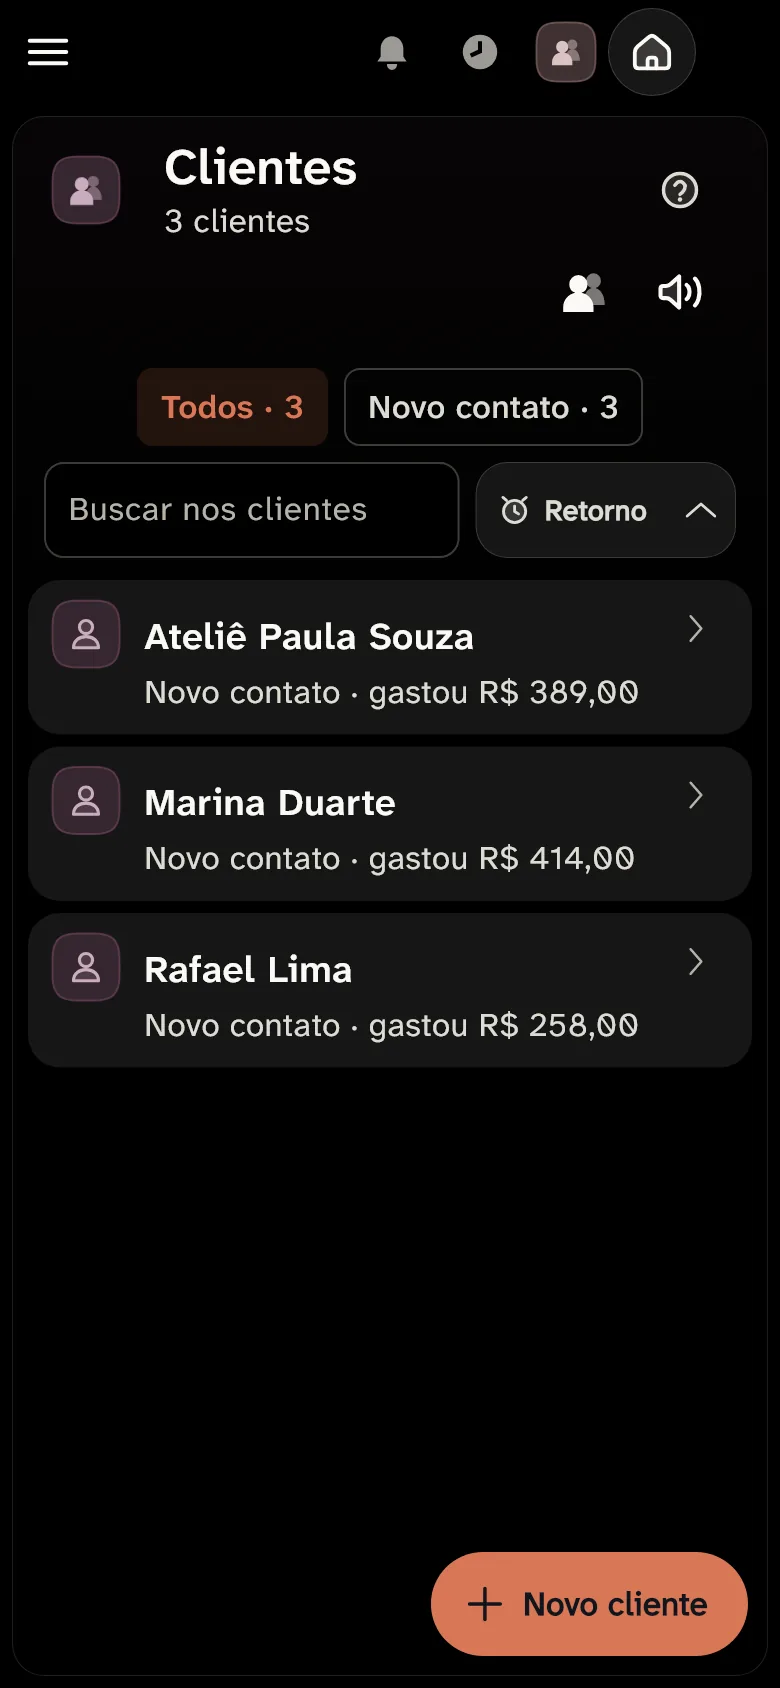 Clientes
3 clientes
Todos · 3
Novo contato · 3
Buscar nos clientes
Retorno
Ateliê Paula Souza
Novo contato · gastou R$ 389,00
Marina Duarte
Novo contato · gastou R$ 414,00
Rafael Lima
Novo contato · gastou R$ 258,00
Novo cliente